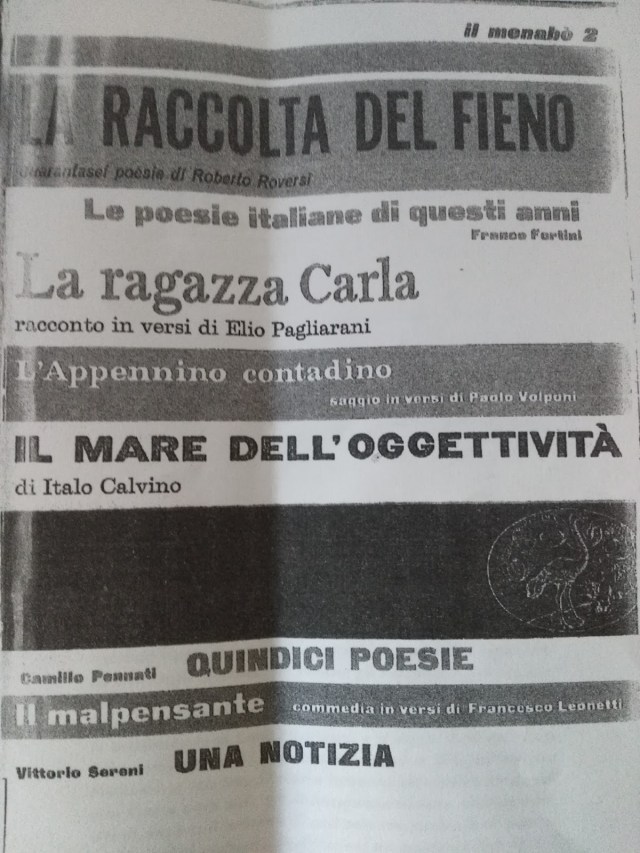 il menabò 2
LA RACCOLTA DEL FIENO
quarantasei poesie di Roberto Roversi
Le poesie italiane di questi anni
Franco Fortini
La ragazza Carla
racconto in versi di Elio Pagliarani
L'Appennino contadino
saggio in versi di Paolo Volponi
IL MARE DELL'OGGETTIVITÀ
di Italo Calvino
Camillo Pennati QUINDICI POESIE
Il malpensante commedia in versi di Francesco Leonetti
Vittorio Sereni UNA NOTIZIA